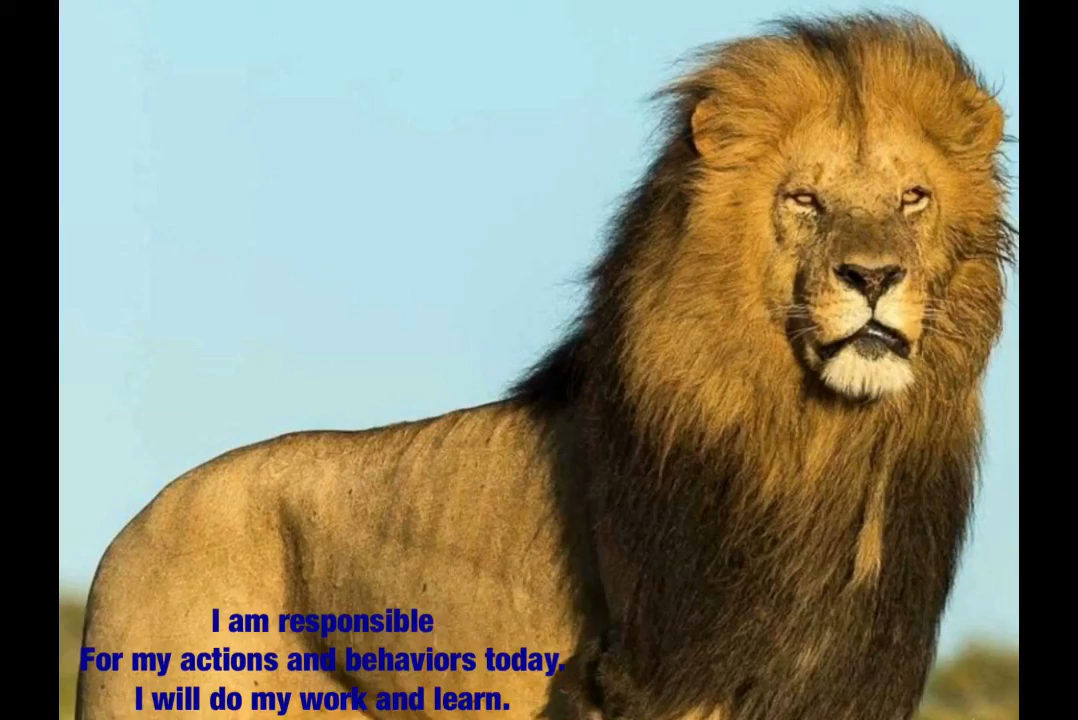 I am responsible
For my actions and behaviors today.
I will do my work and learn.